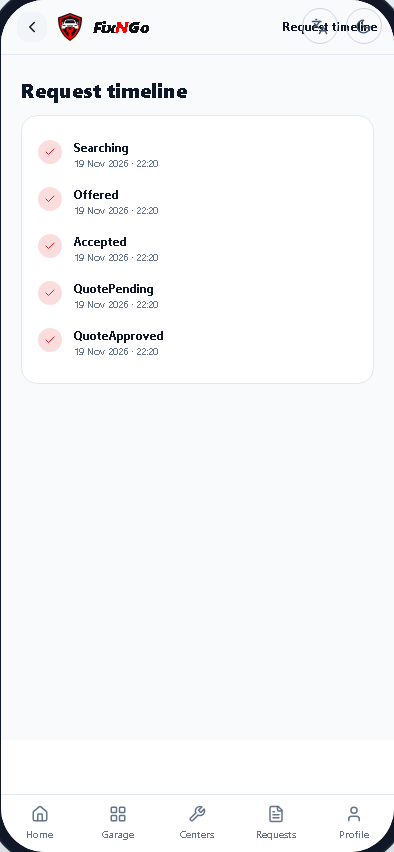 FixNGo
Request timeline
Request timeline
Searching
19 Nov 2026 · 22:20
Offered
19 Nov 2026 · 22:20
Accepted
19 Nov 2026 · 22:20
QuotePending
19 Nov 2026 · 22:20
QuoteApproved
19 Nov 2026 · 22:20
Home
Garage
Centers
Requests
Profile